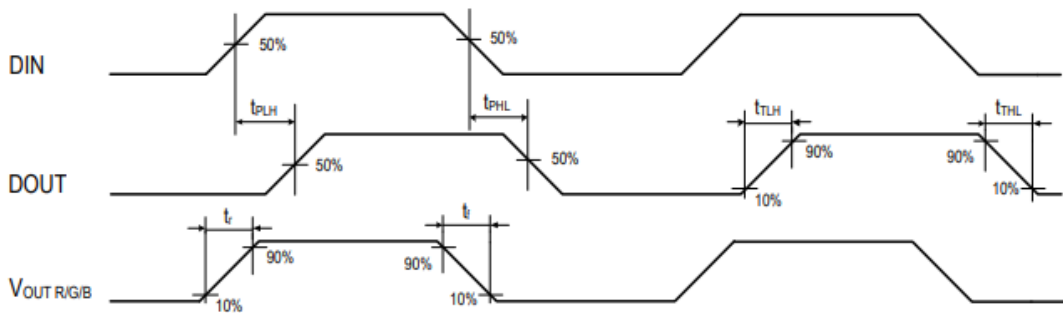 50%
50%
DIN
tPLH
tPHL
tTLH
tTHL
50%
50%
90%
90%
DOUT
10%
10%
tr
tf
90%
90%
VOUT R/G/B
10%
10%